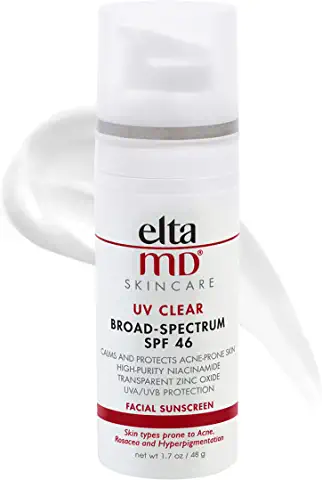 elta
MD®
SKINCARE
UV CLEAR
BROAD-SPECTRUM
SPF 46
CALMS AND PROTECTS ACNE-PRONE SKIN
HIGH-PURITY NIACINAMIDE
TRANSPARENT ZINC OXIDE
UVA/UVB PROTECTION
FACIAL SUNSCREEN
Skin types prone to Acne,
Rosacea and Hyperpigmentation
net wt 1.7 oz / 48 g